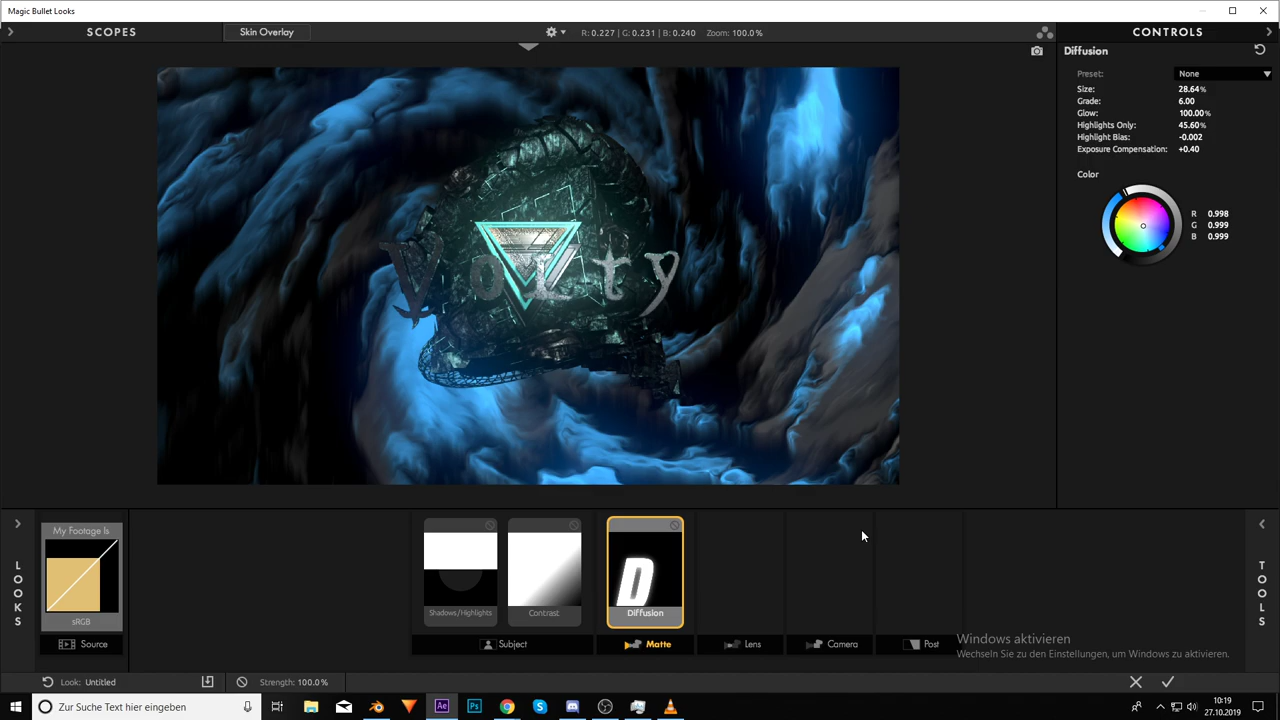 Magic Bullet Looks
SCOPES
Skin Overlay
R: 0.227 | G: 0.231 | B: 0.240 Zoom: 100.0%
CONTROLS
Diffusion
Preset: None
Size: 28.64%
Grade: 6.00
Glow: 100.00%
Highlights Only: 45.60%
Highlight Bias: -0.002
Exposure Compensation: +0.40
Color
R 0.998
G 0.999
B 0.999
VoLty
LOOKS
My Footage Is
sRGB
Source
Shadows/Highlights
Contrast
D
Diffusion
Subject
Matte
Lens
Camera
Post
TOOLS
Windows aktivieren
Wechseln Sie zu den Einstellungen, um Windows zu aktivieren.
Look: Untitled
Strength: 100.0%
Zur Suche Text hier eingeben
Ae
Ps
10:19
27.10.2019